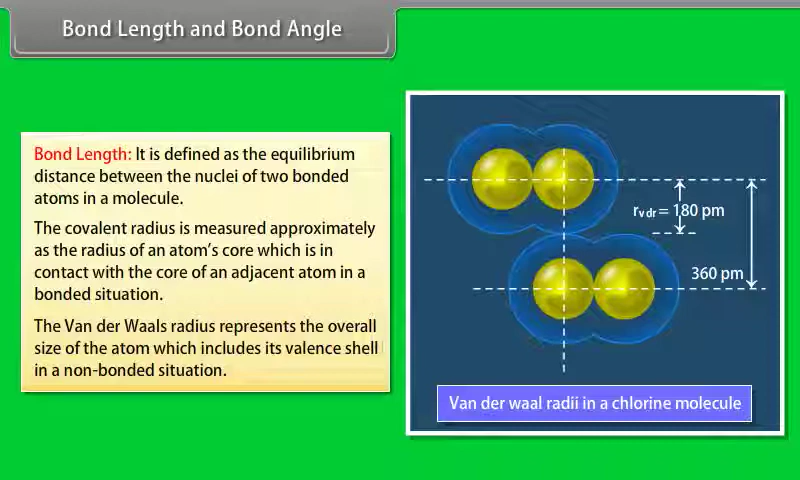 Bond Length and Bond Angle
Bond Length: It is defined as the equilibrium
distance between the nuclei of two bonded
atoms in a molecule.
The covalent radius is measured approximately
as the radius of an atom's core which is in
contact with the core of an adjacent atom in a
bonded situation.
The Van der Waals radius represents the overall
size of the atom which includes its valence shell
in a non-bonded situation.
rvdr = 180 pm
360 pm
Van der waal radii in a chlorine molecule